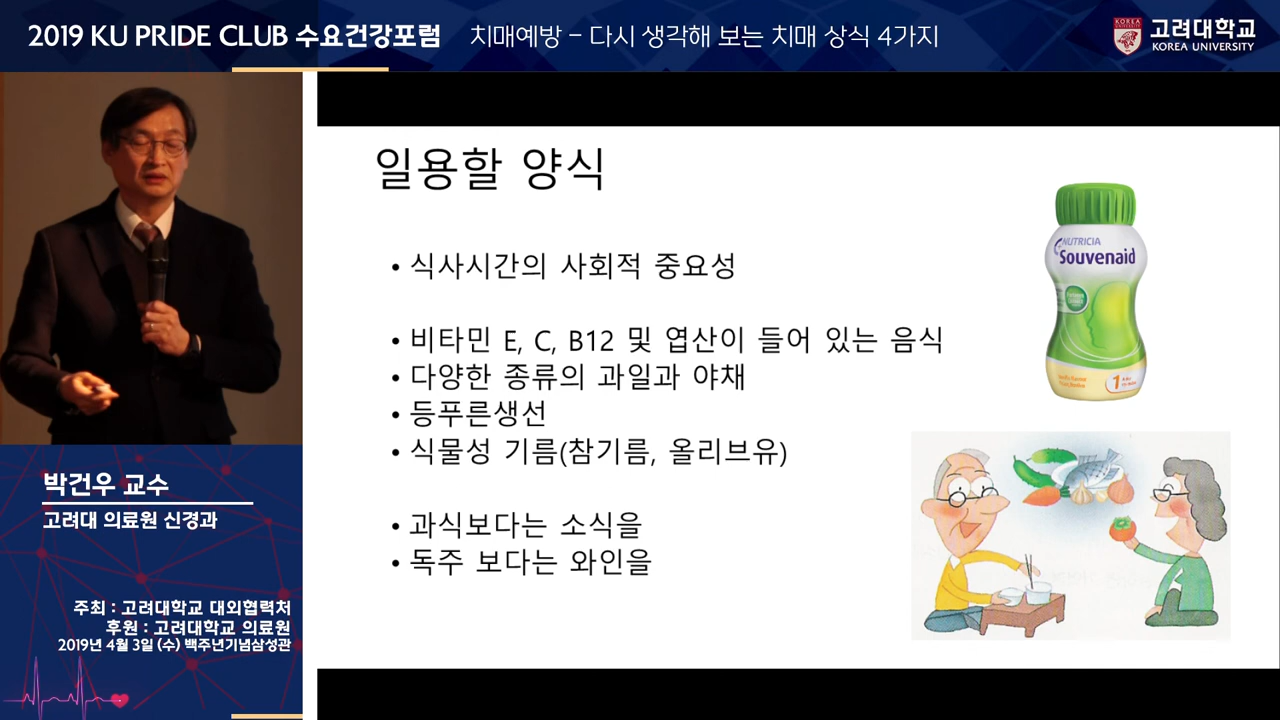 2019 KU PRIDE CLUB 수요건강포럼 치매예방 – 다시 생각해 보는 치매 상식 4가지
KOREA
고려대학교
KOREA UNIVERSITY
일용할 양식
• 식사시간의 사회적 중요성
• 비타민 E, C, B12 및 엽산이 들어 있는 음식
• 다양한 종류의 과일과 야채
• 등푸른생선
• 식물성 기름(참기름, 올리브유)
• 과식보다는 소식을
• 독주 보다는 와인을
NUTRICIA
Souvenaid
1
박건우 교수
고려대 의료원 신경과
주최 : 고려대학교 대외협력처
후원 : 고려대학교 의료원
2019년 4월 3일 (수) 백주년기념삼성관